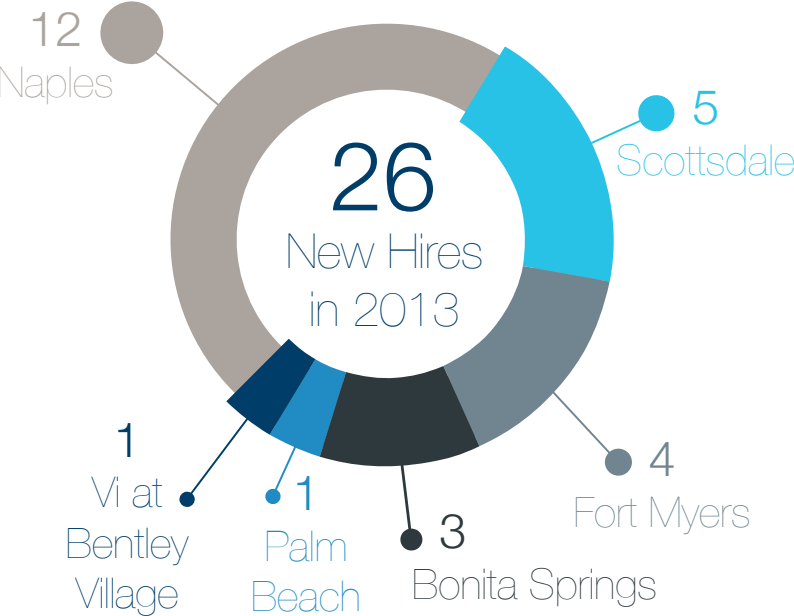 12
Naples
5
Scottsdale
26
New Hires
in 2013
4
Fort Myers
3
Bonita Springs
1
Palm
Beach
1
Vi at
Bentley
Village